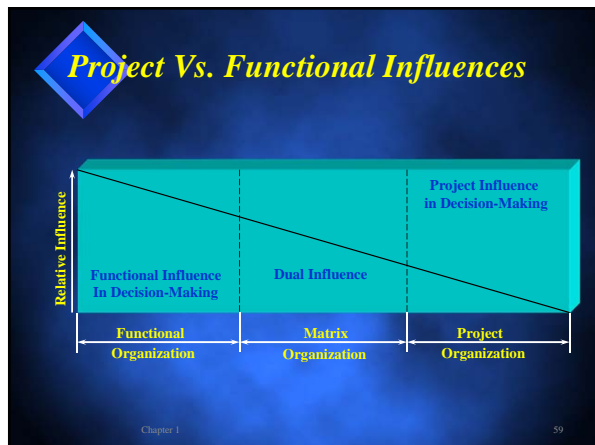 Project Vs. Functional Influences
Relative Influence
Project Influence
in Decision-Making
Functional Influence
In Decision-Making
Dual Influence
Functional
Organization
Matrix
Organization
Project
Organization
Chapter 1
59